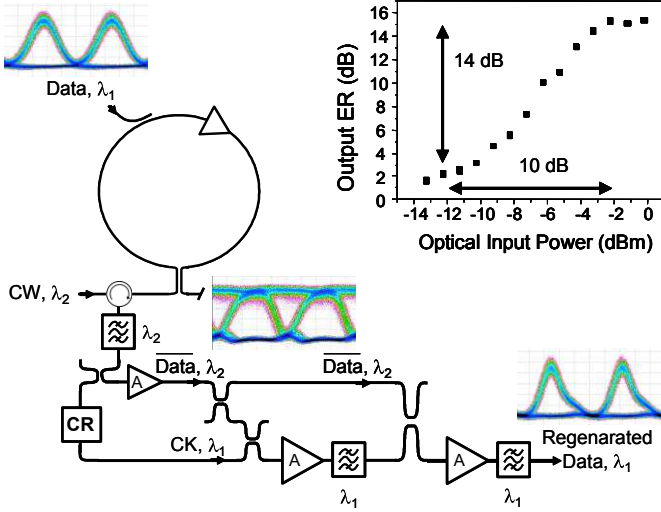 Data, λ1
Output ER (dB)
16
14
12
10
8
6
4
2
0
14 dB
10 dB
-14 -12 -10 -8 -6 -4 -2 0
Optical Input Power (dBm)
CW, λ2
λ2
Data, λ2
Data, λ2
A
CR
CK, λ1
A
λ1
A
λ1
Regenarated
Data, λ1